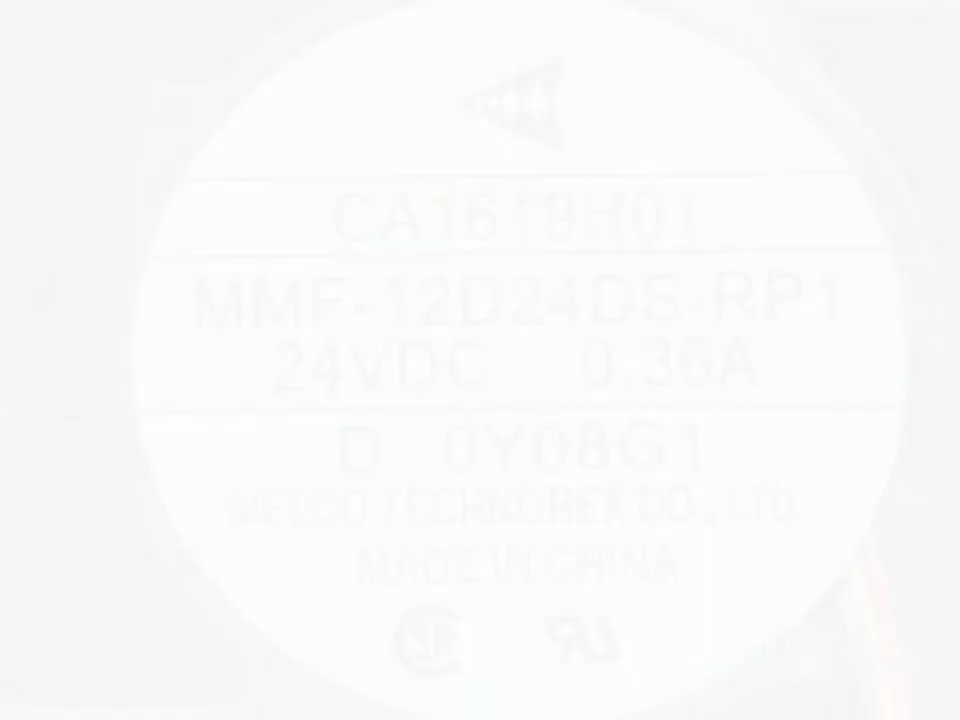 CA1619H01
MMF-12D24DS-RP1
24VDC 0.36A
D 0Y08G1
MELCO TECHNOREX CO., LTD.
MADE IN CHINA